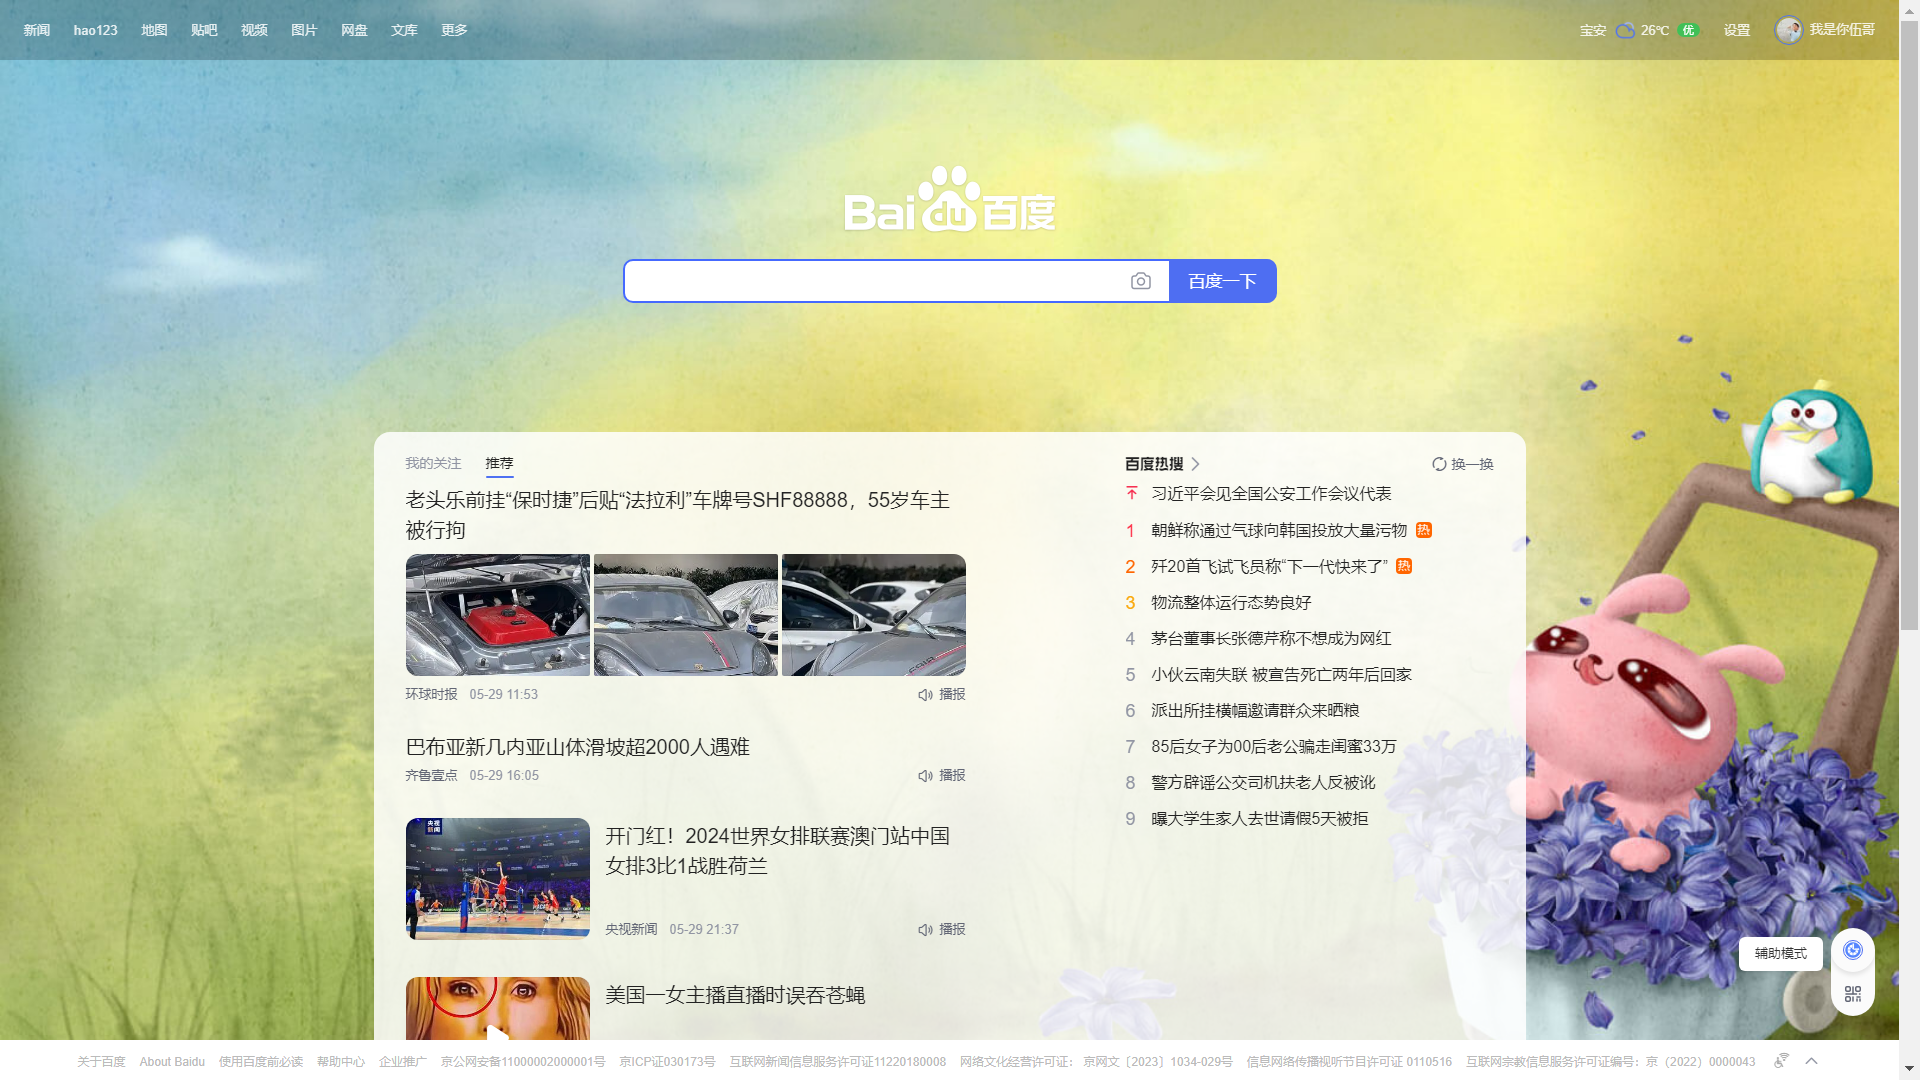 新闻 hao123 地图 贴吧 视频 图片 网盘 文库 更多 宝安 26℃ 优 设置 我是你伍哥
Bai du 百度
百度一下
我的关注 推荐
老头乐前挂“保时捷”后贴“法拉利”车牌号SHF88888，55岁车主
被行拘
环球时报 05-29 11:53 播报
巴布亚新几内亚山体滑坡超2000人遇难
齐鲁壹点 05-29 16:05 播报
央视
新闻
开门红！2024世界女排联赛澳门站中国
女排3比1战胜荷兰
央视新闻 05-29 21:37 播报
美国一女主播直播时误吞苍蝇
百度热搜 换一换
习近平会见全国公安工作会议代表
1 朝鲜称通过气球向韩国投放大量污物 热
2 歼20首飞试飞员称“下一代快来了” 热
3 物流整体运行态势良好
4 茅台董事长张德芹称不想成为网红
5 小伙云南失联 被宣告死亡两年后回家
6 派出所挂横幅邀请群众来晒粮
7 85后女子为00后老公骗走闺蜜33万
8 警方辟谣公交司机扶老人反被讹
9 曝大学生家人去世请假5天被拒
辅助模式
关于百度 About Baidu 使用百度前必读 帮助中心 企业推广 京公网安备11000002000001号 京ICP证030173号 互联网新闻信息服务许可证11220180008 网络文化经营许可证： 京网文〔2023〕1034-029号 信息网络传播视听节目许可证 0110516 互联网宗教信息服务许可证编号：京（2022）0000043